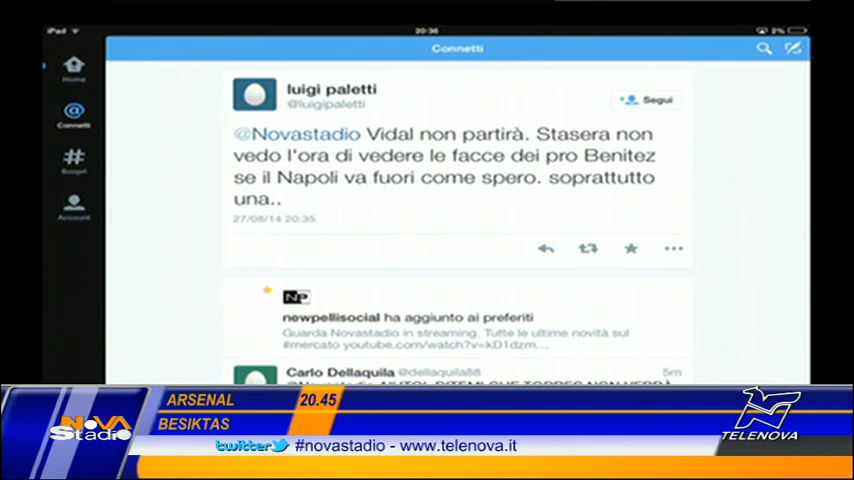 iPad
20:36
2%
Connetti
Home
Connetti
Scopri
Account
luigi paletti
@luigipaletti
Segui
@Novastadio Vidal non partirà. Stasera non
vedo l'ora di vedere le facce dei pro Benitez
se il Napoli va fuori come spero. soprattutto
una..
27/08/14 20:35
NP
newpellisocial ha aggiunto ai preferiti
Guarda Novastadio in streaming. Tutte le ultime novità sul
#mercato youtube.com/watch?v=kD1dzm...
Carlo Dellaquila @dellaquila88
5m
ARSENAL 20.45
BESIKTAS
NOVA
Stadio
twitter #novastadio - www.telenova.it
TELENOVA